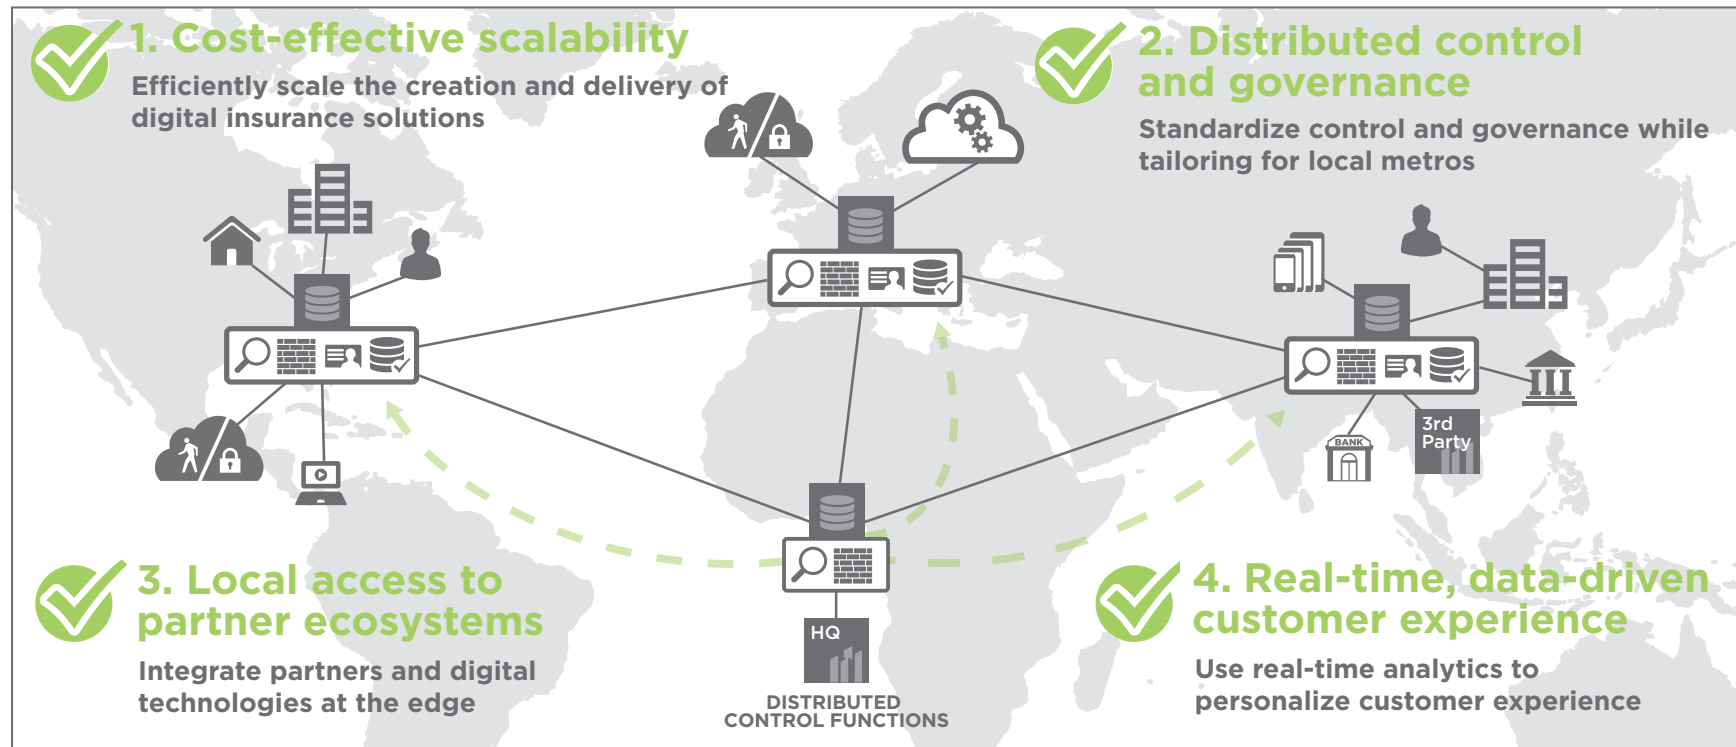 1. Cost-effective scalability
Efficiently scale the creation and delivery of
digital insurance solutions
2. Distributed control
and governance
Standardize control and governance while
tailoring for local metros
BANK
3rd
Party
3. Local access to
partner ecosystems
Integrate partners and digital
technologies at the edge
HQ
DISTRIBUTED
CONTROL FUNCTIONS
4. Real-time, data-driven
customer experience
Use real-time analytics to
personalize customer experience